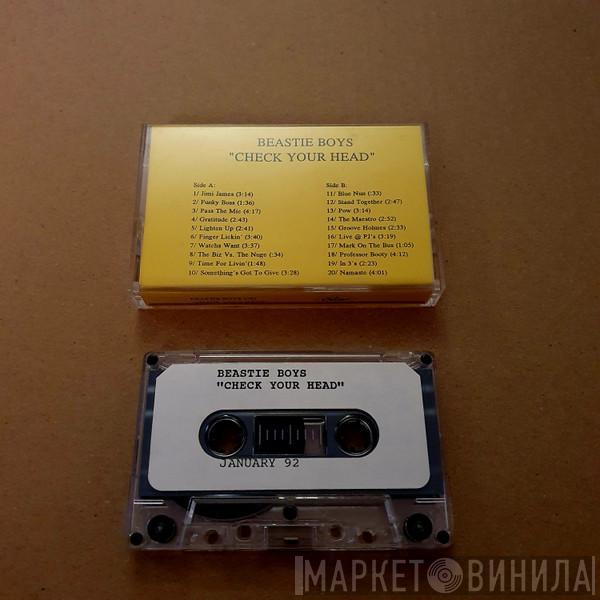 BEASTIE BOYS
"CHECK YOUR HEAD"
Side A:
1/ Jimi James (3:14)
2/ Funky Boss (1:36)
3/ Pass The Mic (4:17)
4/ Gratitude (2:43)
5/ Lighten Up (2:41)
6/ Finger Lickin' (3:40)
7/ Watcha Want (3:37)
8/ The Biz Vs. The Nuge (:34)
9/ Time For Livin'(1:48)
10/ Something's Got To Give (3:28)
Side B:
11/ Blue Nun (:33)
12/ Stand Together (2:47)
13/ Pow (3:14)
14/ The Maestro (2:52)
15/ Groove Holmes (2:33)
16/ Live @ PJ's (3:19)
17/ Mark On The Bus (1:05)
18/ Professor Booty (4:12)
19/ In 3's (2:23)
20/ Namaste (4:01)
BEASTIE BOYS
"CHECK YOUR HEAD"
JANUARY 92
МАРКЕТ ВИНИЛА